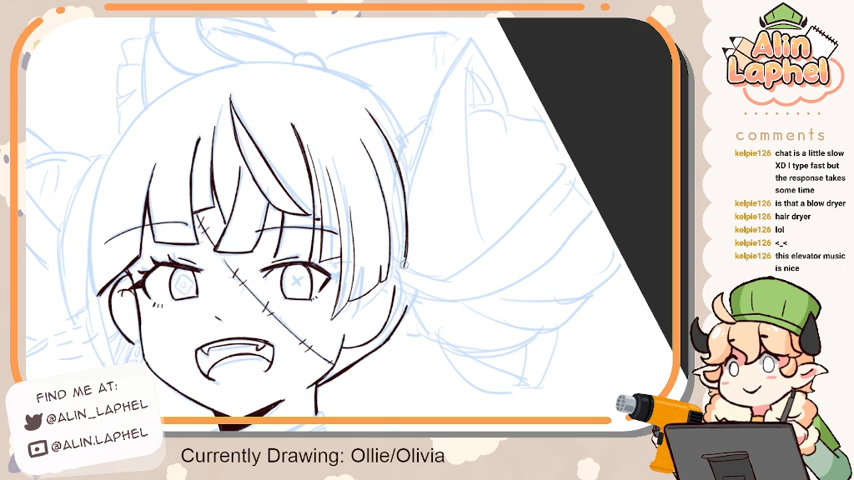 Alin
Laphel
comments
kelpie126 chat is a little slow
XD I type fast but
the response takes
some time
kelpie126 is that a blow dryer
kelpie126 hair dryer
kelpie126 lol
kelpie126 <_<
kelpie126 this elevator music
is nice
FIND ME AT:
@ALIN_LAPHEL
@ALIN.LAPHEL
Currently Drawing: Ollie/Olivia